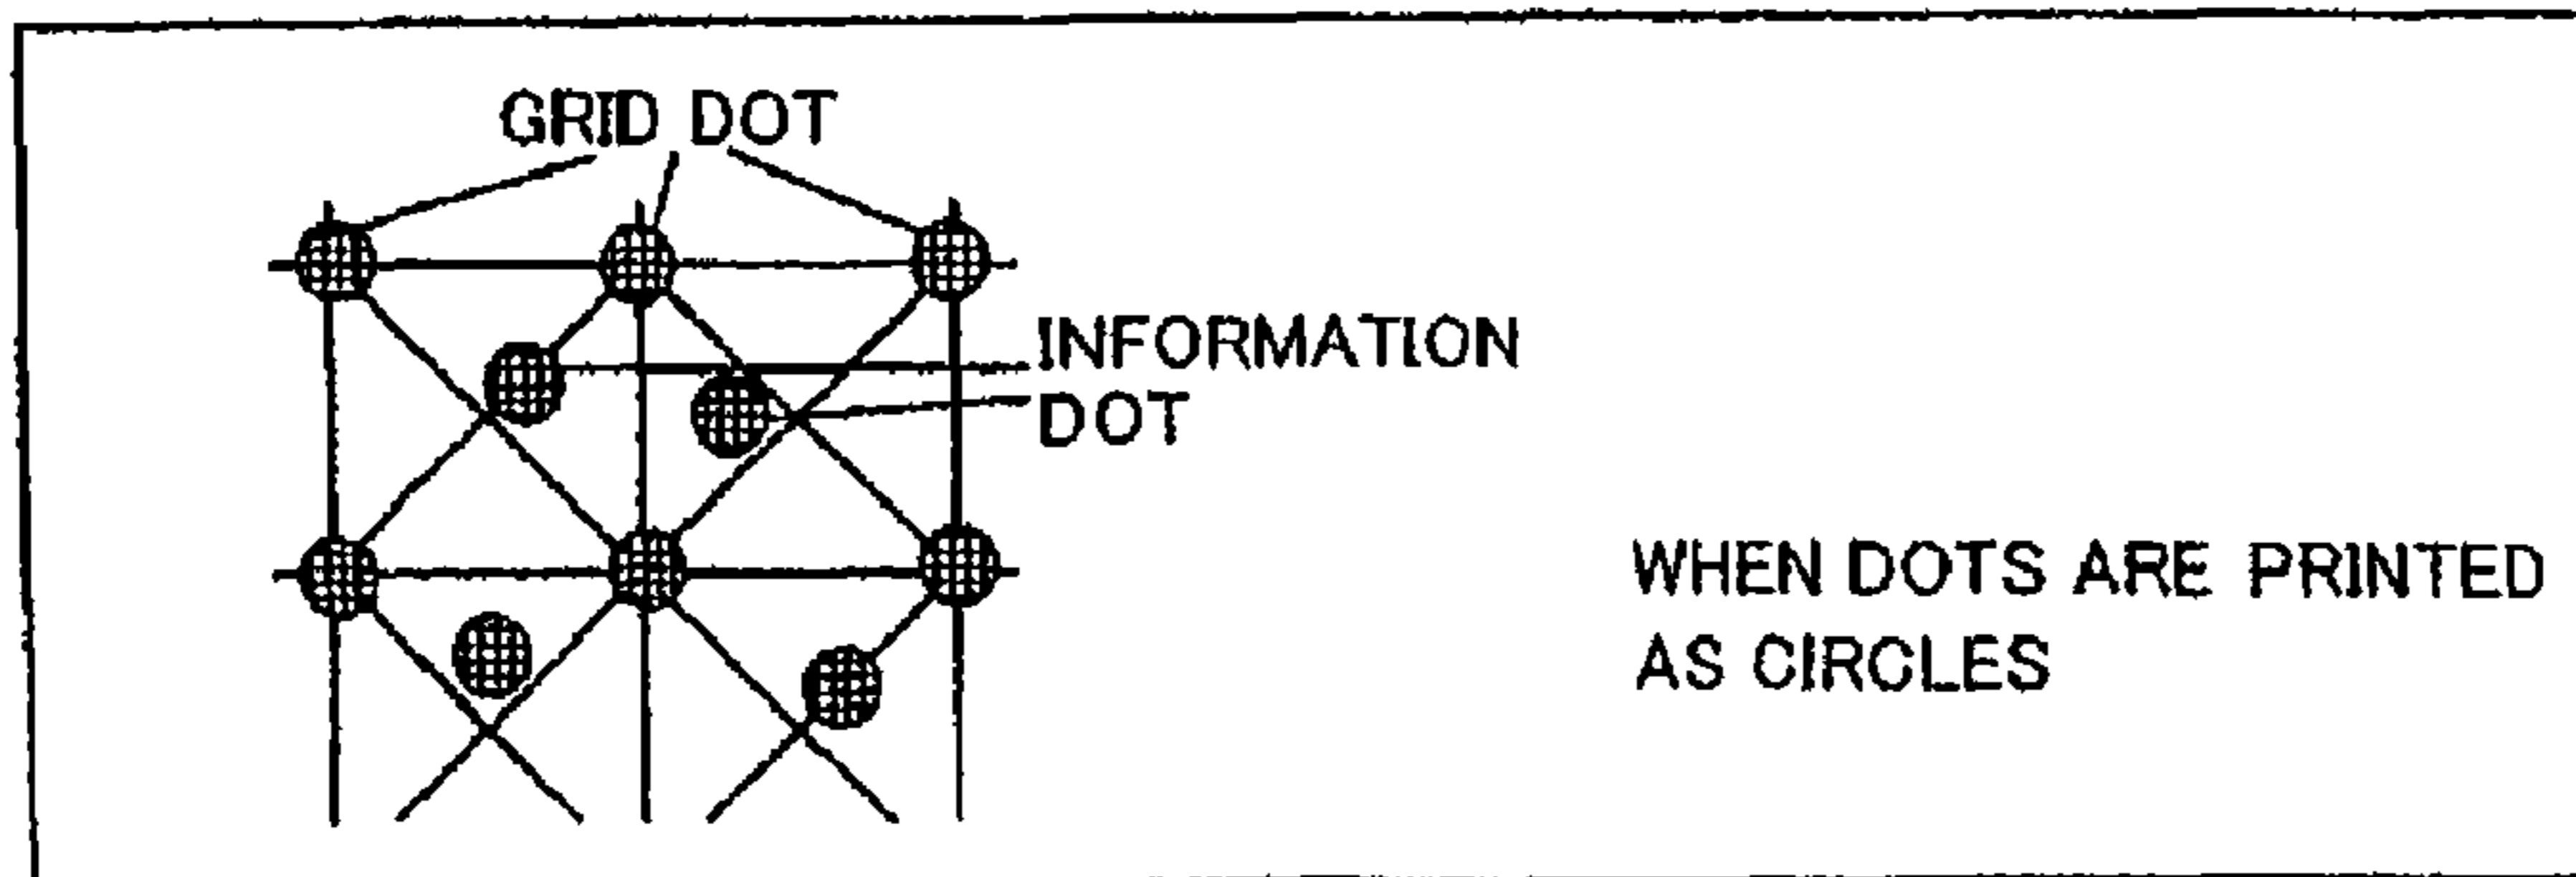 GRID DOT
INFORMATION
DOT
WHEN DOTS ARE PRINTED
AS CIRCLES